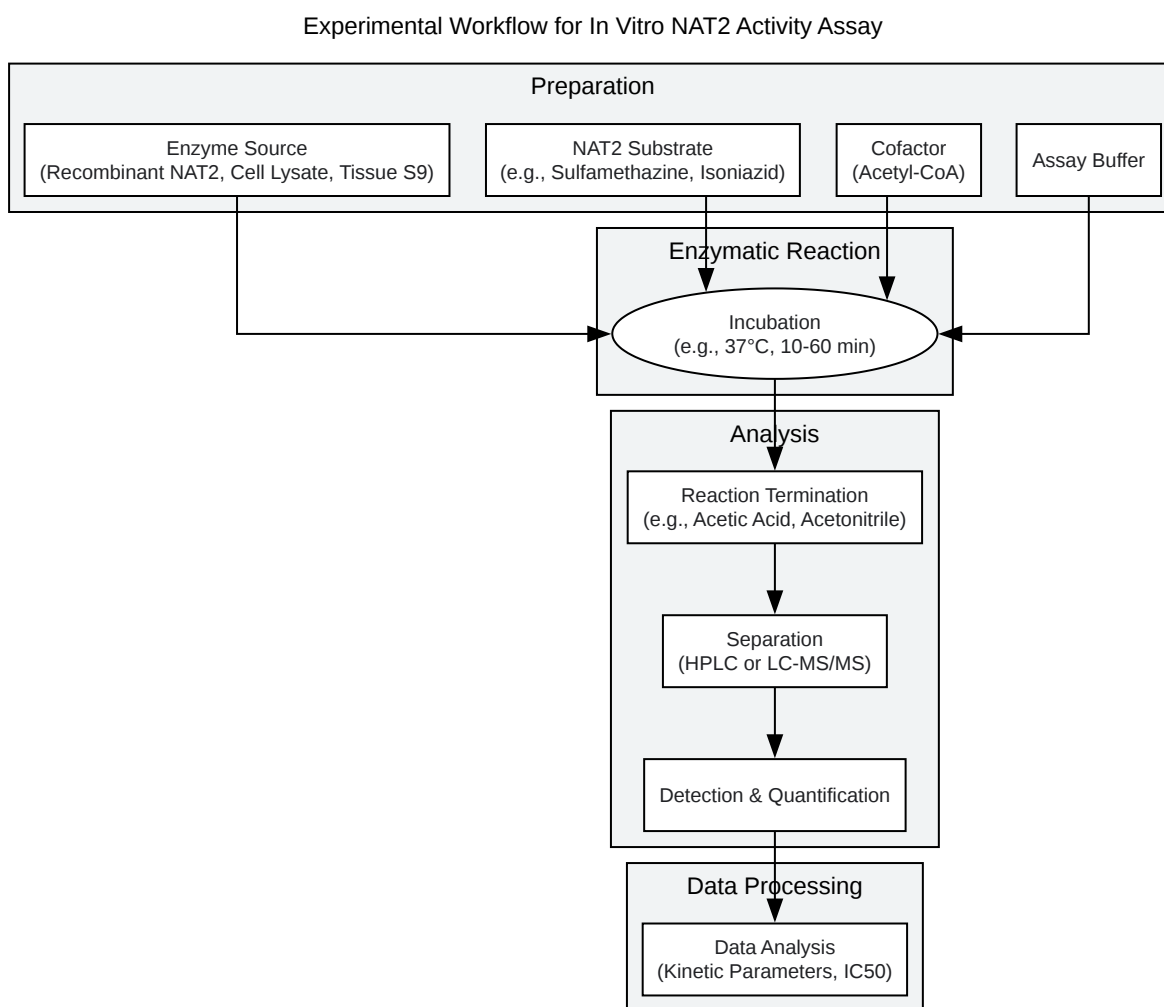 Experimental Workflow for In Vitro NAT2 Activity Assay
Preparation
Enzyme Source
(Recombinant NAT2, Cell Lysate, Tissue S9)
NAT2 Substrate
(e.g., Sulfamethazine, Isoniazid)
Cofactor
(Acetyl-CoA)
Assay Buffer
Enzymatic Reaction
Incubation
(e.g., 37°C, 10-60 min)
Analysis
Reaction Termination
(e.g., Acetic Acid, Acetonitrile)
Separation
(HPLC or LC-MS/MS)
Detection & Quantification
Data Processing
Data Analysis
(Kinetic Parameters, IC50)